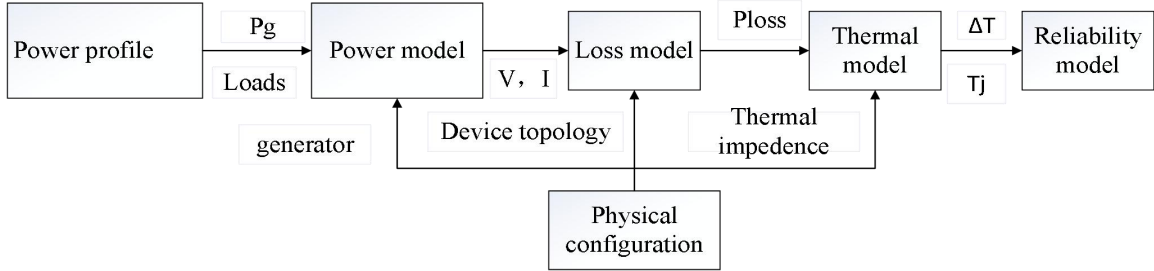 Pg
Ploss
ΔT
Power profile
Power model
Loss model
Thermal
model
Reliability
model
Loads
V， I
Tj
generator
Device topology
Thermal
impedence
Physical
configuration